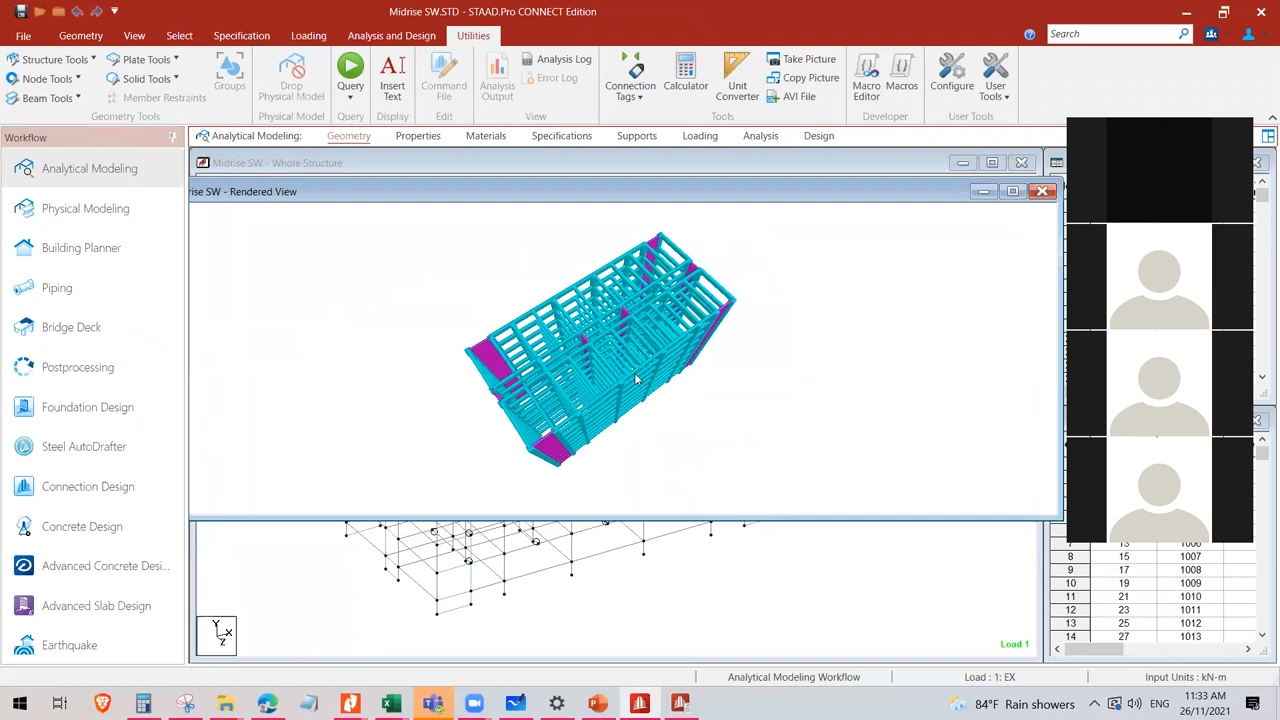 Midrise SW.STD - STAAD.Pro CONNECT Edition
File Geometry View Select Specification Loading Analysis and Design Utilities Search
Structure Tools Plate Tools
Node Tools Solid Tools
Beam Tools Member Restraints
Groups
Geometry Tools
Drop Physical Model
Physical Model
Query
Query
Insert Text
Display
Command File
Edit
Analysis Output
Analysis Log
Error Log
View
Connection Tags
Calculator
Unit Converter
Take Picture
Copy Picture
AVI File
Tools
Macro Editor
Macros
Developer
Configure
User Tools
User Tools
Workflow
Analytical Modeling: Geometry Properties Materials Specifications Supports Loading Analysis Design
Analytical Modeling
Physical Modeling
Building Planner
Piping
Bridge Deck
Postprocessing
Foundation Design
Steel AutoDrafter
Connection Design
Concrete Design
Advanced Concrete Desi...
Advanced Slab Design
Earthquake
Midrise SW - Whole Structure
rise SW - Rendered View
Y
X
Z
Load 1
8 15 1007
9 17 1008
10 19 1009
11 21 1010
12 23 1011
13 25 1012
14 27 1013
Analytical Modeling Workflow Load : 1: EX Input Units: kN-m
84°F Rain showers ENG 11:33 AM
26/11/2021